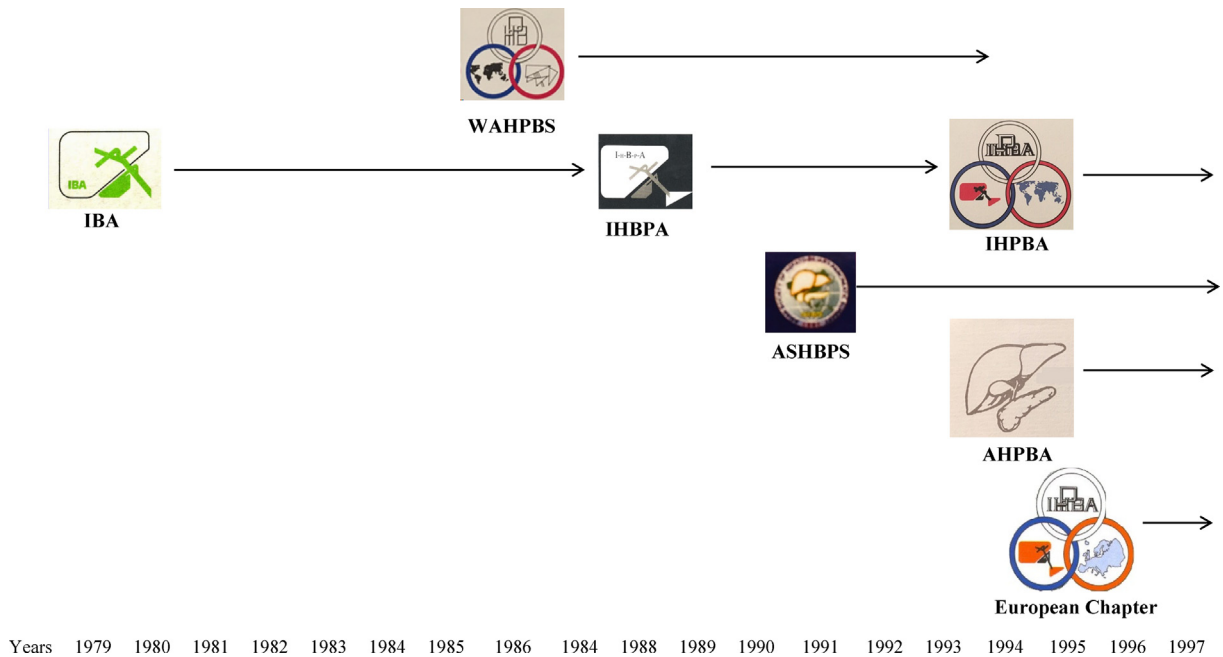 WAHPBS
IBA
IBA
I-H-B-P-A
IHBPA
IHPBA
IHPBA
ASHBPS
AHPBA
European Chapter
Years 1979 1980 1981 1982 1983 1984 1985 1986 1984 1988 1989 1990 1991 1992 1993 1994 1995 1996 1997